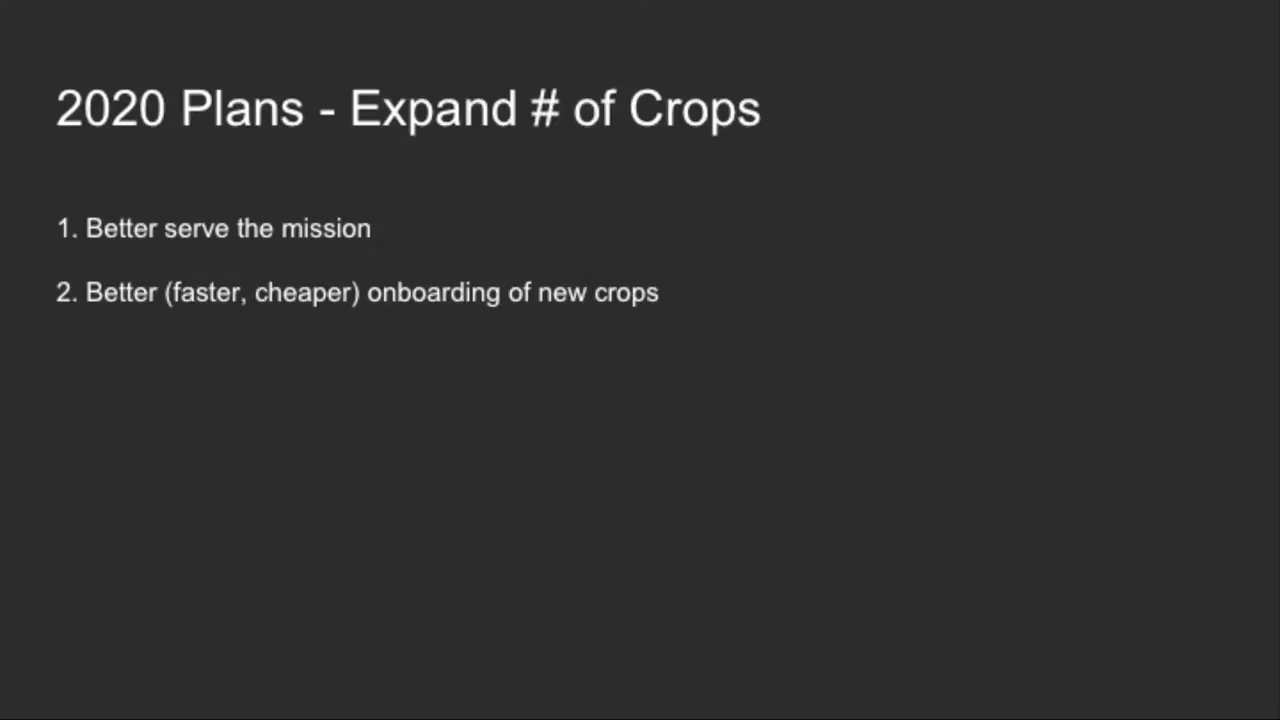 2020 Plans - Expand # of Crops
1. Better serve the mission
2. Better (faster, cheaper) onboarding of new crops